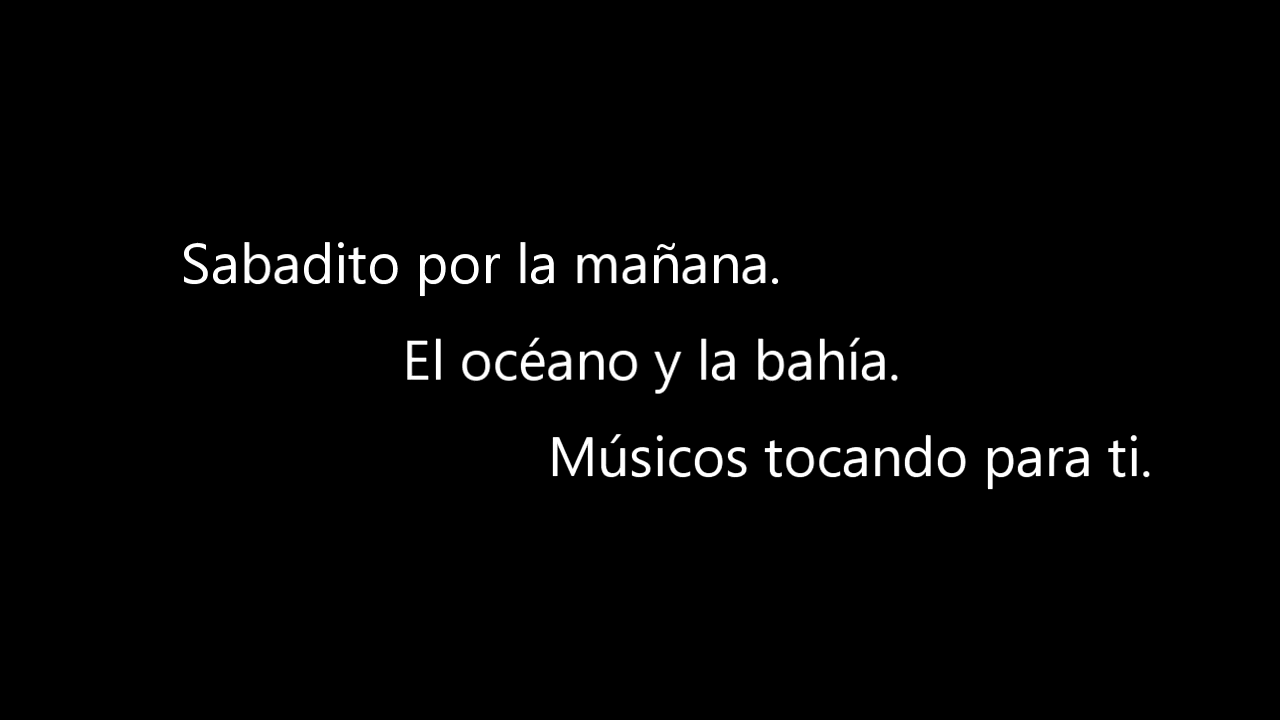 Sabadito por la mañana.
El océano y la bahía.
Músicos tocando para ti.